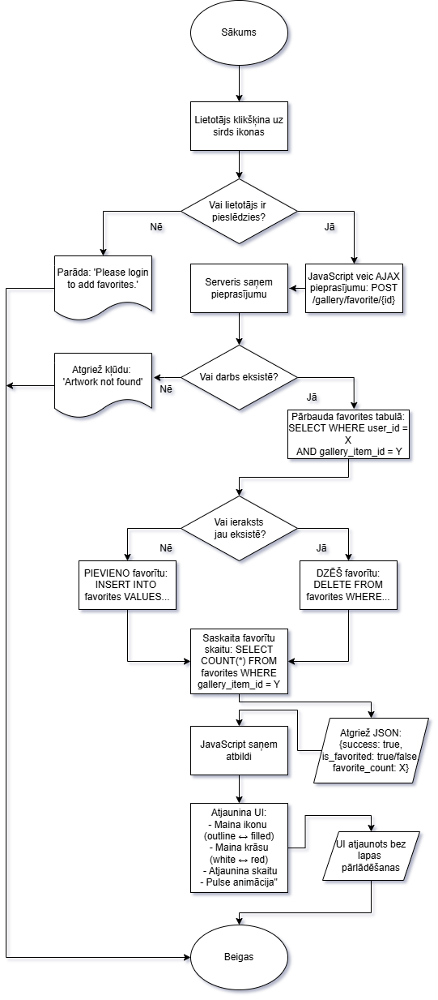 Sākums
Lietotājs klikšķina uz
sirds ikonas
Vai lietotājs ir
pieslēdzies?
Nē
Jā
Parāda: 'Please login
to add favorites.'
Serveris saņem
pieprasījumu
JavaScript veic AJAX
pieprasījumu: POST
/gallery/favorite/{id}
Atgriež kļūdu:
'Artwork not found'
Vai darbs eksistē?
Nē
Jā
Pārbauda favorites tabulā:
SELECT WHERE user_id =
X
AND gallery_item_id = Y
Vai ieraksts
jau eksistē?
Nē
Jā
PIEVIENO favorītu:
INSERT INTO
favorites VALUES...
DZĒŠ favorītu:
DELETE FROM
favorites WHERE...
Saskaita favorītu
skaitu: SELECT
COUNT(*) FROM
favorites WHERE
gallery_item_id = Y
Atgriež JSON:
{success: true,
is_favorited: true/false,
favorite_count: X}
JavaScript saņem
atbildi
Atjaunina UI:
- Maina ikonu
(outline ↔ filled)
- Maina krāsu
(white ↔ red)
- Atjaunina skaitu
- Pulse animācija"
UI atjaunots bez
lapas
pārlādēšanas
Beigas